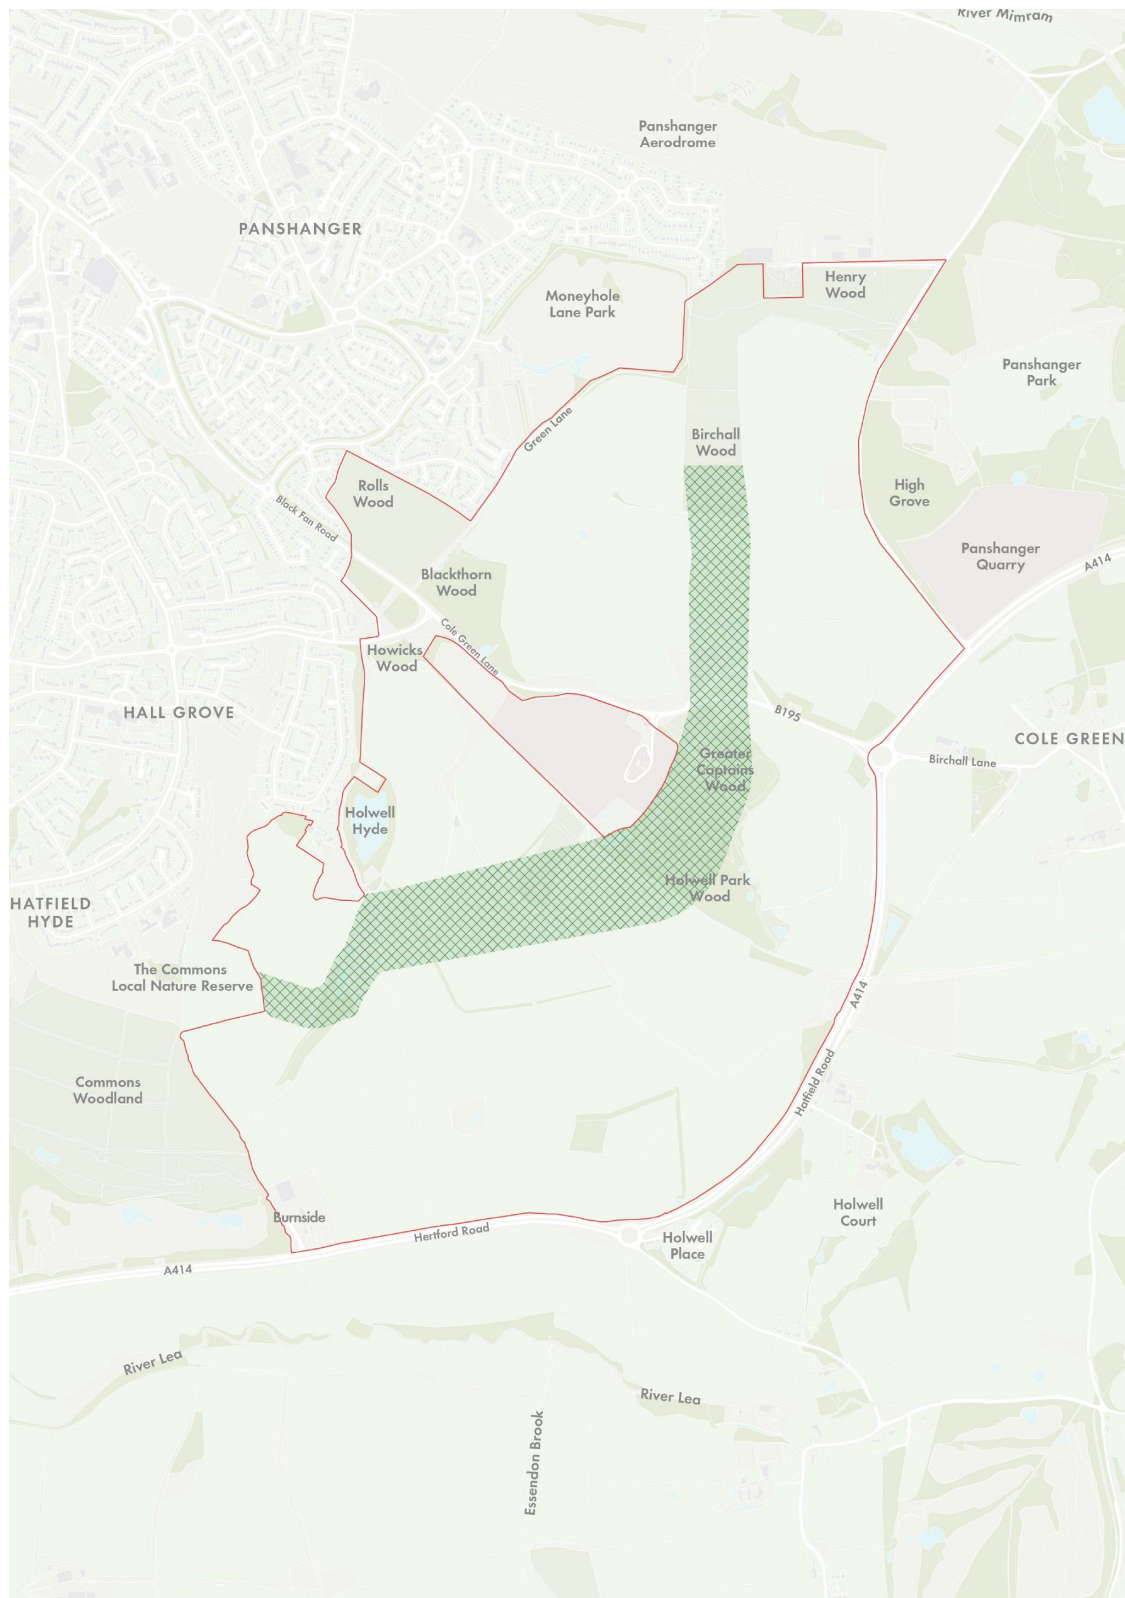 River Mimram
Panshanger
Aerodrome
PANSHANGER
Henry
Wood
Moneyhole
Lane Park
Panshanger
Park
Green Lane
Birchall
Wood
Rolls
Wood
High
Grove
Black Fan Road
Panshanger
Quarry
A414
Blackthorn
Wood
Cole Green Lane
Howicks
Wood
HALL GROVE
B195
COLE GREEN
Greater
Captains
Wood
Birchall Lane
Holwell
Hyde
Holwell Park
Wood
HATFIELD
HYDE
The Commons
Local Nature Reserve
A414
Commons
Woodland
Hatfield Road
Burnside
Hertford Road
Holwell
Court
Holwell
Place
A414
River Lea
River Lea
Essendon Brook